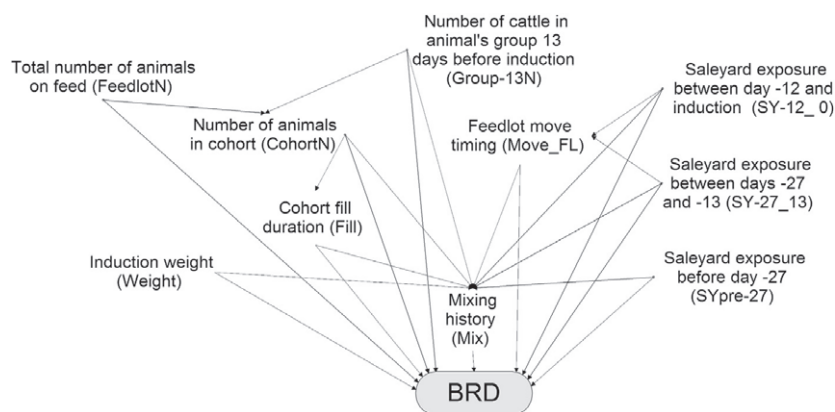 Number of cattle in
animal's group 13
days before induction
(Group-13N)
Total number of animals
on feed (FeedlotN)
Saleyard exposure
between day -12 and
induction (SY-12_ 0)
Number of animals
in cohort (CohortN)
Feedlot move
timing (Move_FL)
Saleyard exposure
between days -27
and -13 (SY-27_13)
Cohort fill
duration (Fill)
Induction weight
(Weight)
Saleyard exposure
before day -27
(SYpre-27)
Mixing
history
(Mix)
BRD